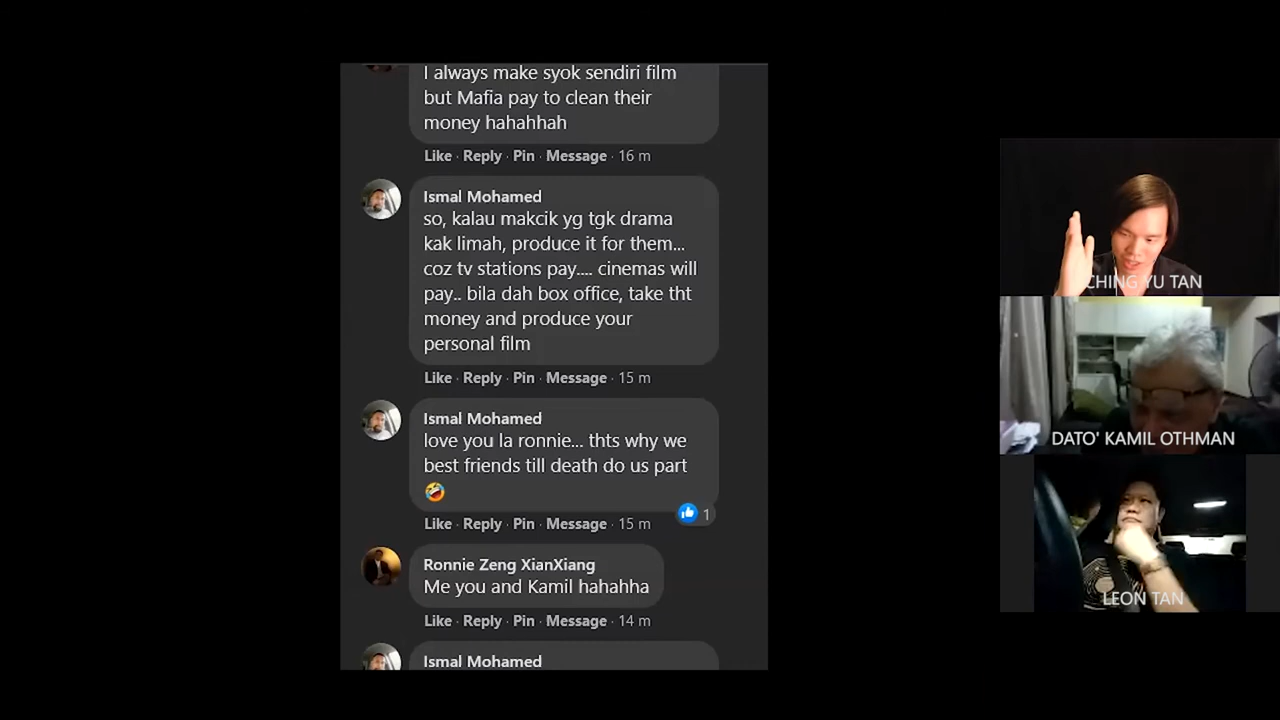 I always make syok sendiri film
but Mafia pay to clean their
money hahahhah
Like · Reply · Pin · Message · 16 m
Ismal Mohamed
so, kalau makcik yg tgk drama
kak limah, produce it for them...
coz tv stations pay.... cinemas will
pay.. bila dah box office, take tht
money and produce your
personal film
Like · Reply · Pin · Message · 15 m
Ismal Mohamed
love you la ronnie... thts why we
best friends till death do us part
🤣
1
Like · Reply · Pin · Message · 15 m
Ronnie Zeng XianXiang
Me you and Kamil hahahha
Like · Reply · Pin · Message · 14 m
Ismal Mohamed
CHING YU TAN
DATO' KAMIL OTHMAN
LEON TAN